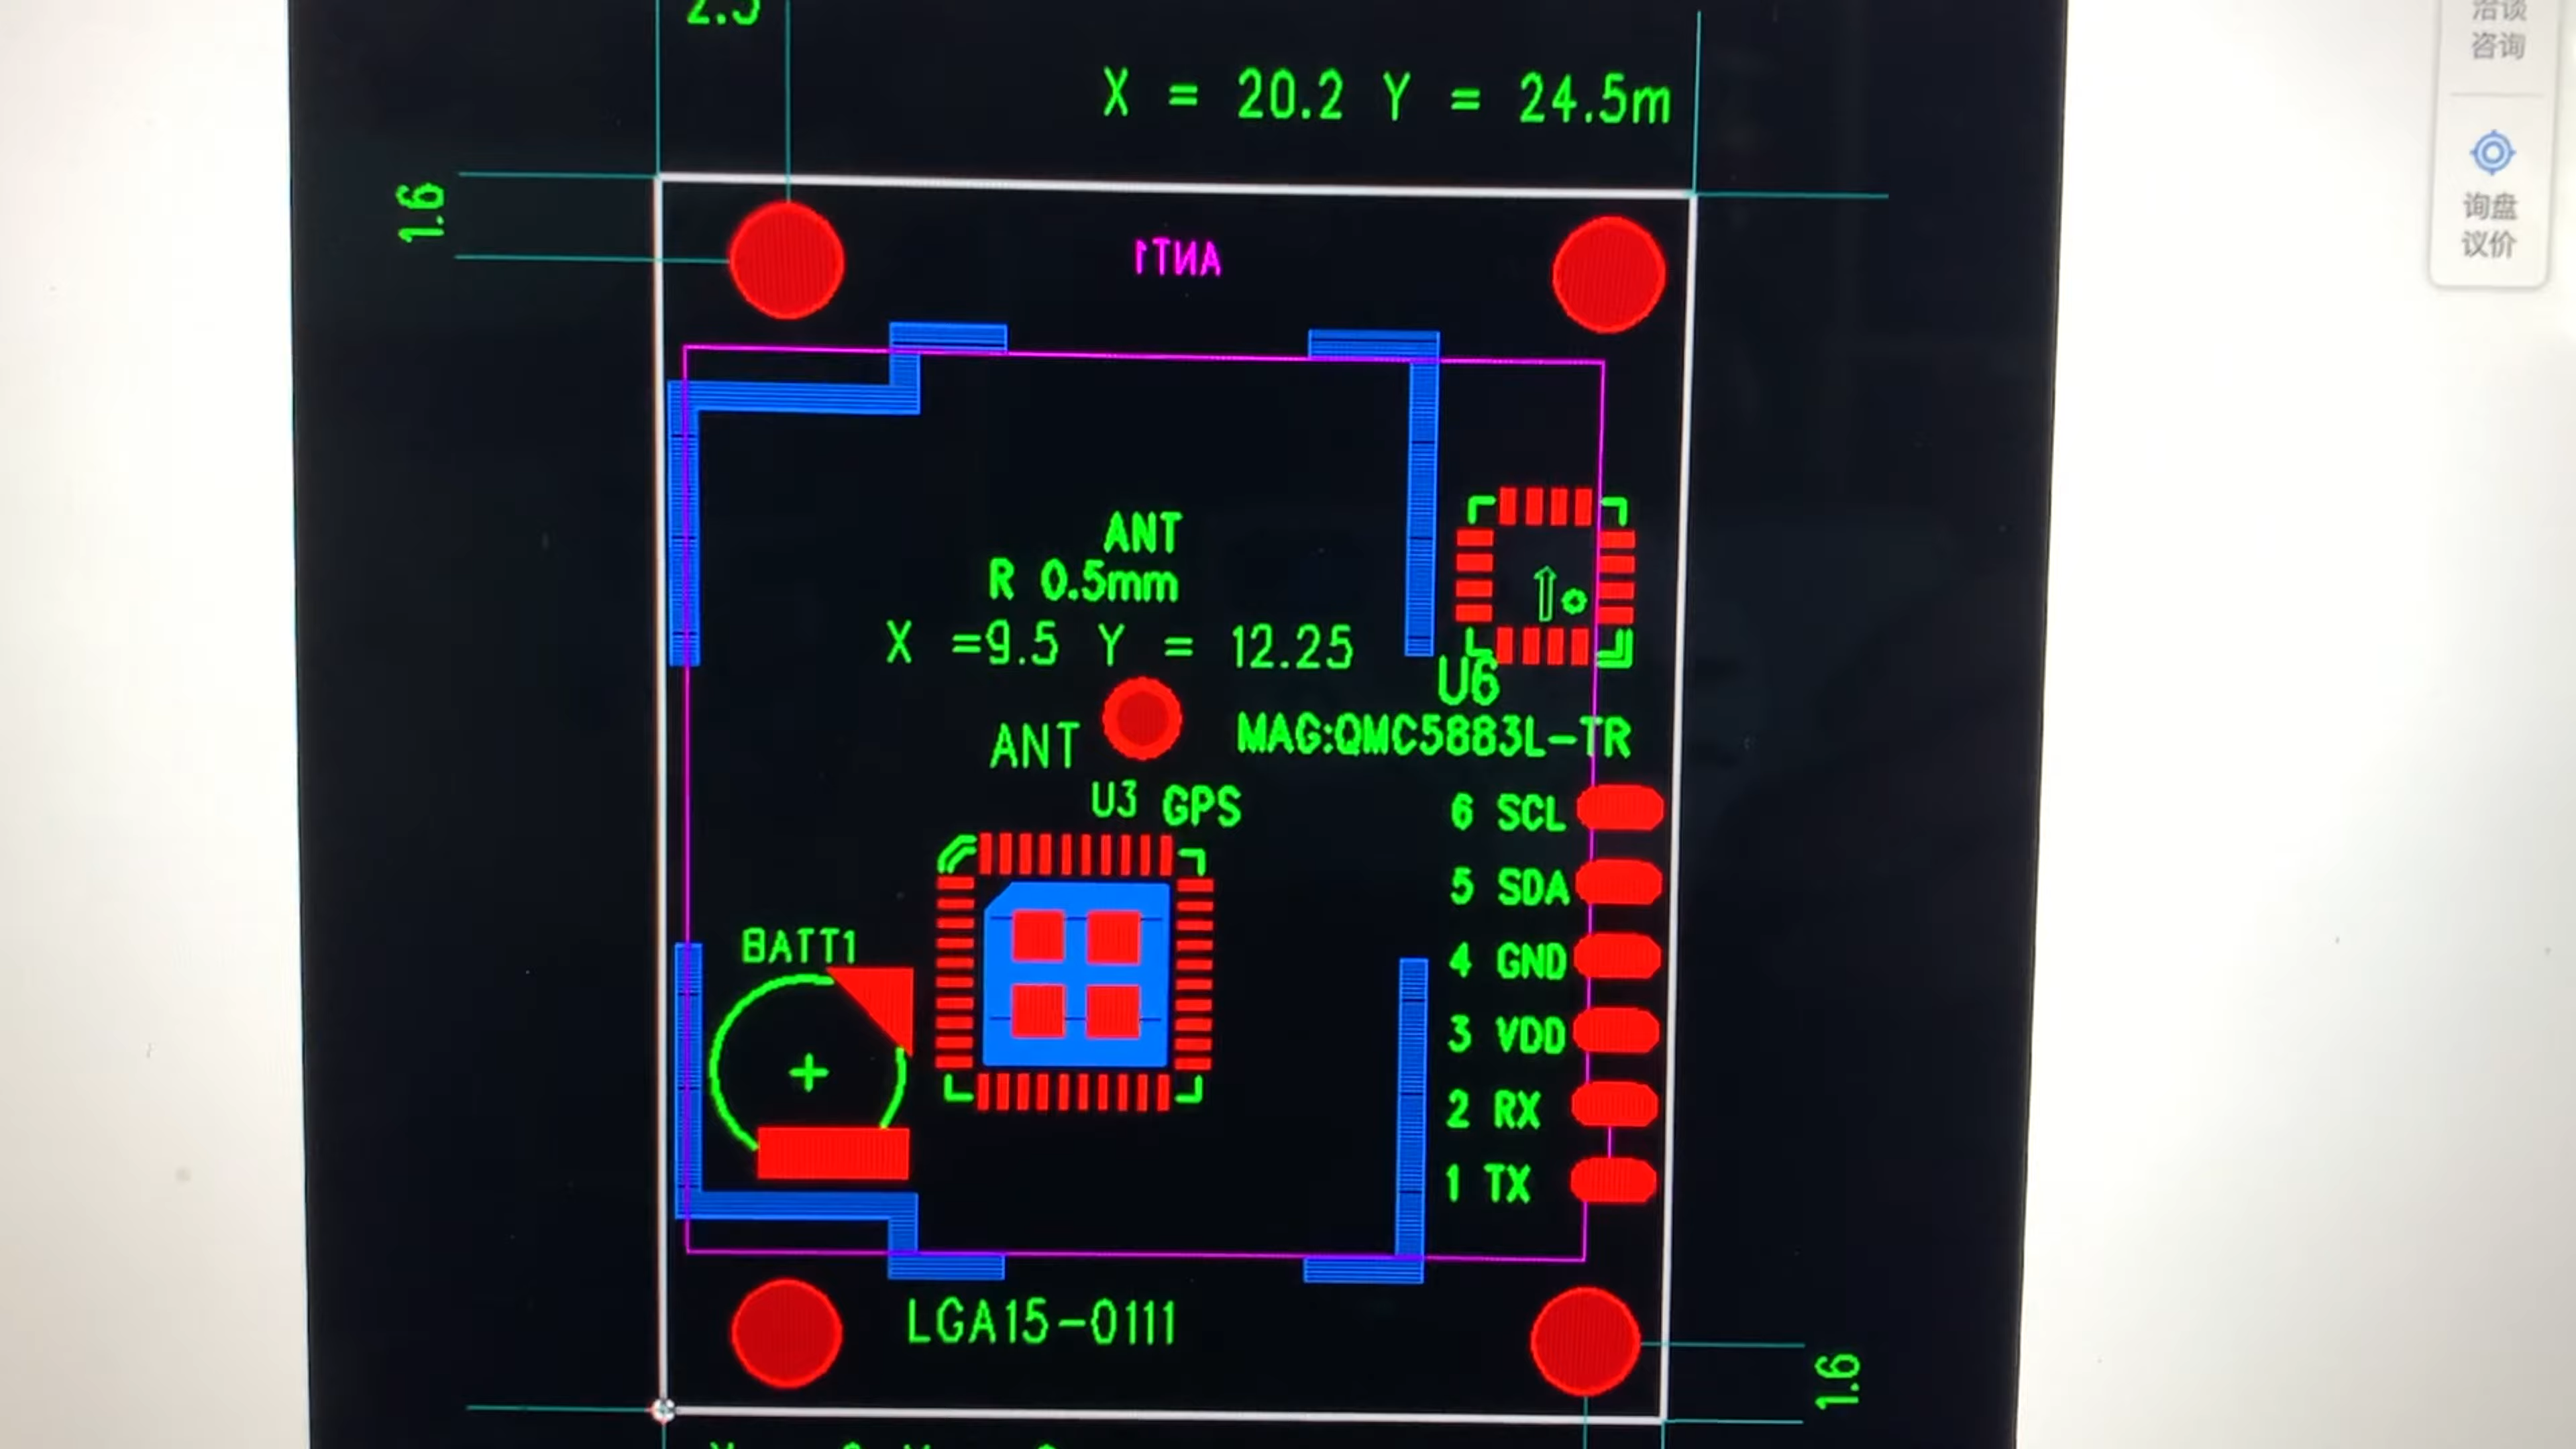 2.5
洽谈
咨询
X = 20.2 Y = 24.5m
询盘
议价
1.6
ANT1
ANT
R 0.5mm
X =9.5 Y = 12.25
U6
ANT
MAG:QMC5883L-TR
U3 GPS
6 SCL
5 SDA
BATT1
4 GND
3 VDD
2 RX
1 TX
LGA15-0111
1.6